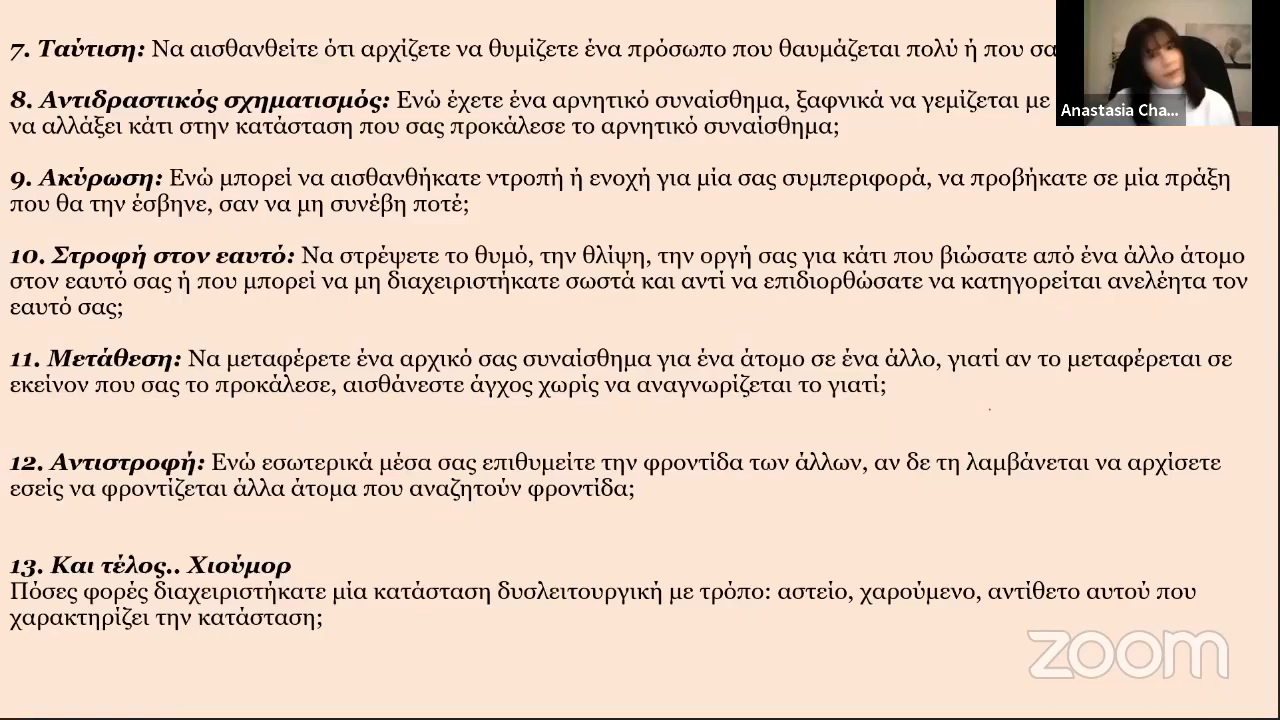 7. Ταύτιση: Να αισθανθείτε ότι αρχίζετε να θυμίζετε ένα πρόσωπο που θαυμάζεται πολύ ή που
8. Αντιδραστικός σχηματισμός: Ενώ έχετε ένα αρνητικό συναίσθημα, ξαφνικά να γεμίζεται με
να αλλάξει κάτι στην κατάσταση που σας προκάλεσε το αρνητικό συναίσθημα;
9. Ακύρωση: Ενώ μπορεί να αισθανθήκατε ντροπή ή ενοχή για μία σας συμπεριφορά, να προβήκατε σε μία πράξη
που θα την έσβηνε, σαν να μη συνέβη ποτέ;
10. Στροφή στον εαυτό: Να στρέψετε το θυμό, την θλίψη, την οργή σας για κάτι που βιώσατε από ένα άλλο άτομο
στον εαυτό σας ή που μπορεί να μη διαχειριστήκατε σωστά και αντί να επιδιορθώσατε να κατηγορείται ανελέητα τον
εαυτό σας;
11. Μετάθεση: Να μεταφέρετε ένα αρχικό σας συναίσθημα για ένα άτομο σε ένα άλλο, γιατί αν το μεταφέρεται σε
εκείνον που σας το προκάλεσε, αισθάνεστε άγχος χωρίς να αναγνωρίζεται το γιατί;
12. Αντιστροφή: Ενώ εσωτερικά μέσα σας επιθυμείτε την φροντίδα των άλλων, αν δε τη λαμβάνεται να αρχίσετε
εσείς να φροντίζεται άλλα άτομα που αναζητούν φροντίδα;
13. Και τέλος.. Χιούμορ
Πόσες φορές διαχειριστήκατε μία κατάσταση δυσλειτουργική με τρόπο: αστείο, χαρούμενο, αντίθετο αυτού που
χαρακτηρίζει την κατάσταση;
Anastasia Cha...
zoom